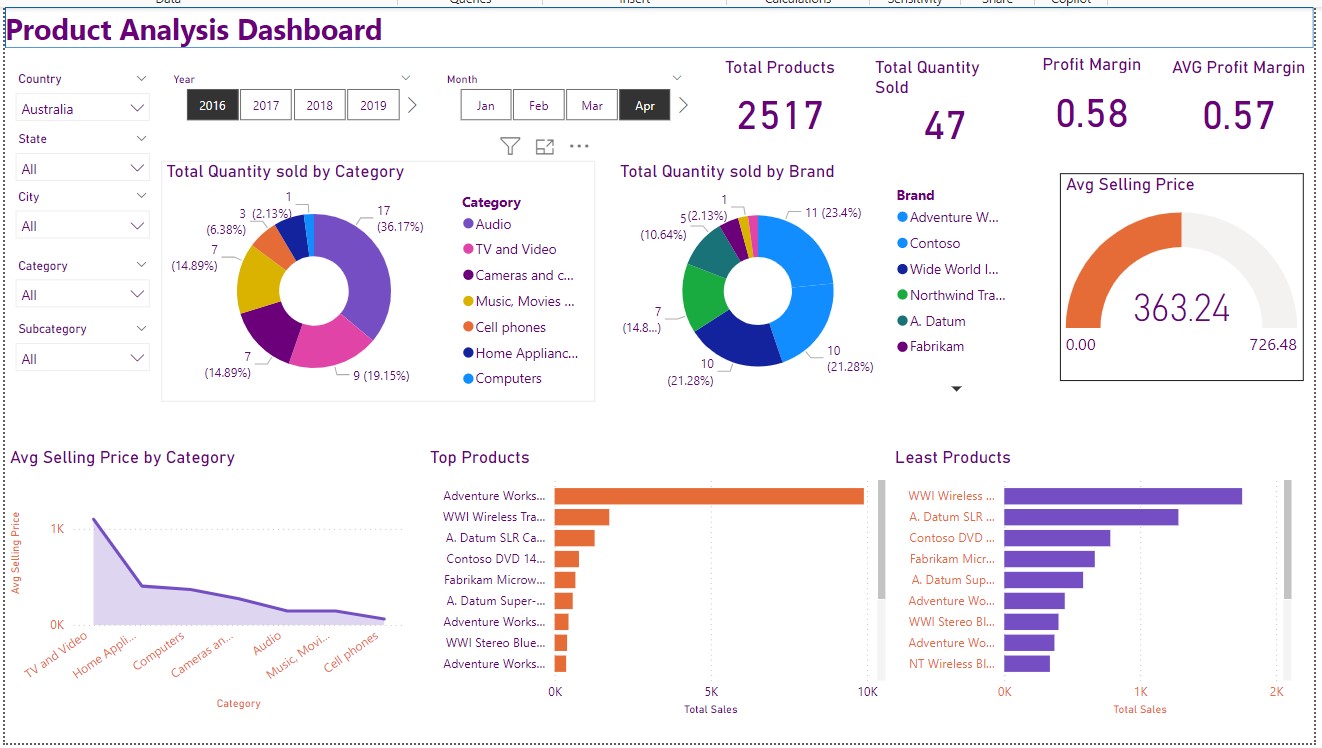 Data Queries Insert Calculations Sensitivity Share Copilot
Product Analysis Dashboard
Country
Australia
State
All
City
All
Category
All
Subcategory
All
Year
2016 2017 2018 2019
Month
Jan Feb Mar Apr
Total Products
2517
Total Quantity
Sold
47
Profit Margin
0.58
AVG Profit Margin
0.57
Total Quantity sold by Category
17
(36.17%)
9 (19.15%)
7
(14.89%)
7
(14.89%)
3
(6.38%)
1
(2.13%)
Category
Audio
TV and Video
Cameras and c...
Music, Movies ...
Cell phones
Home Applianc...
Computers
Total Quantity sold by Brand
11 (23.4%)
10
(21.28%)
10
(21.28%)
7
(14.8...)
5
(10.64%)
1
(2.13%)
Brand
Adventure W...
Contoso
Wide World I...
Northwind Tra...
A. Datum
Fabrikam
Avg Selling Price
363.24
0.00 726.48
Avg Selling Price by Category
Avg Selling Price
1K
0K
TV and Video
Home Appli...
Computers
Cameras an...
Audio
Music, Movi...
Cell phones
Category
Top Products
Adventure Works...
WWI Wireless Tra...
A. Datum SLR Ca...
Contoso DVD 14...
Fabrikam Microw...
A. Datum Super-...
Adventure Works...
WWI Stereo Blue...
Adventure Works...
0K 5K 10K
Total Sales
Least Products
WWI Wireless ...
A. Datum SLR ...
Contoso DVD ...
Fabrikam Micr...
A. Datum Sup...
Adventure Wo...
WWI Stereo Bl...
Adventure Wo...
NT Wireless Bl...
0K 1K 2K
Total Sales